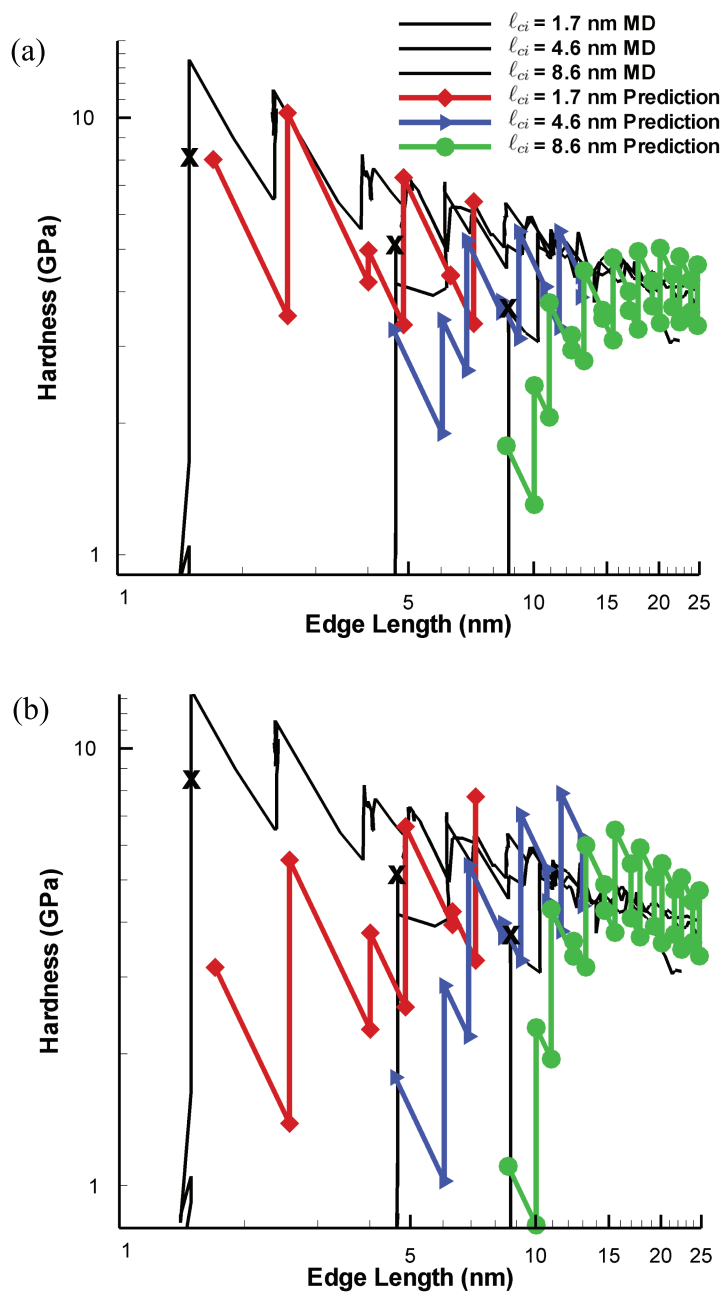 (a)
ℓci = 1.7 nm MD
ℓci = 4.6 nm MD
ℓci = 8.6 nm MD
ℓci = 1.7 nm Prediction
ℓci = 4.6 nm Prediction
ℓci = 8.6 nm Prediction
Hardness (GPa)
10
1
X
X
X
1
5
10
15
20
25
Edge Length (nm)
(b)
Hardness (GPa)
10
1
X
X
X
1
5
10
15
20
25
Edge Length (nm)